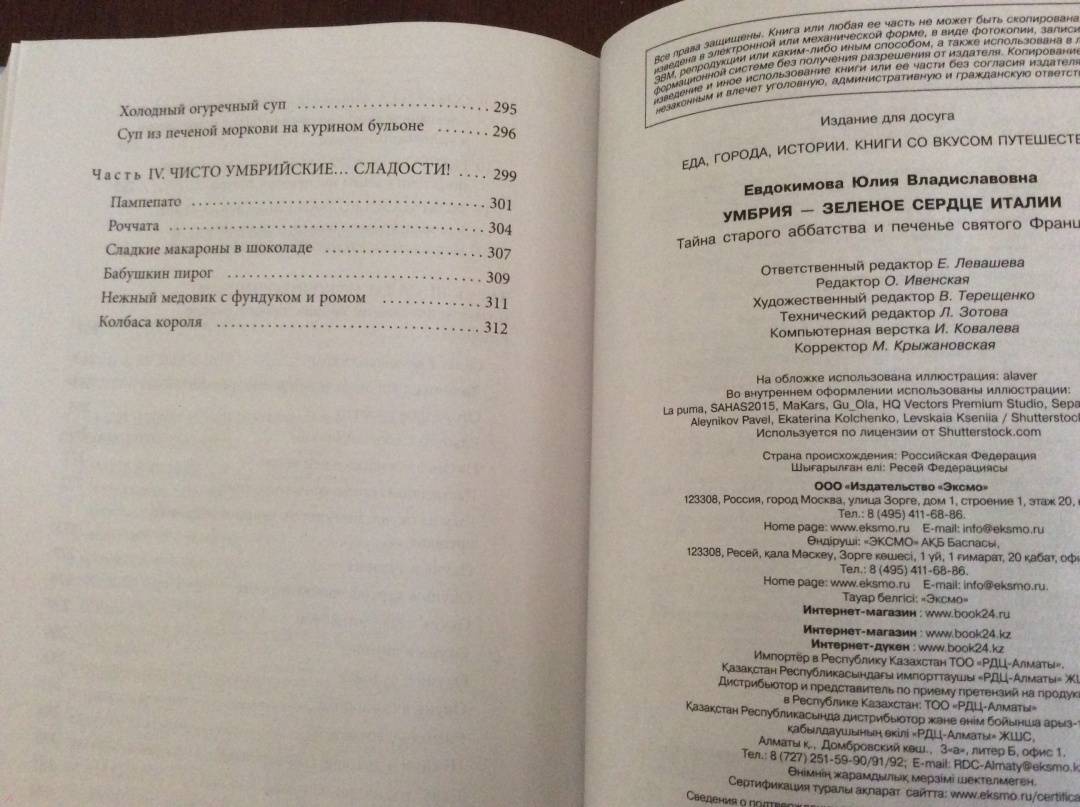 Холодный огуречный суп ........ 295
Суп из печеной моркови на курином бульоне ........ 296
Часть IV. ЧИСТО УМБРИЙСКИЕ... СЛАДОСТИ! .... 299
Пампепато ........ 301
Роччата ........ 304
Сладкие макароны в шоколаде ........ 307
Бабушкин пирог ........ 309
Нежный медовик с фундуком и ромом ........ 311
Колбаса короля ........ 312
Все права защищены. Книга или любая ее часть не может быть скопирована
изведена в электронной или механической форме, в виде фотокопии, записи
ЭВМ, репродукции или каким-либо иным способом, а также использована в
формационной системе без получения разрешения от издателя. Копирование
изведение и иное использование книги или ее части без согласия издателя
незаконным и влечет уголовную, административную и гражданскую ответст
Издание для досуга
ЕДА, ГОРОДА, ИСТОРИИ. КНИГИ СО ВКУСОМ ПУТЕШЕСТВ
Евдокимова Юлия Владиславовна
УМБРИЯ — ЗЕЛЕНОЕ СЕРДЦЕ ИТАЛИИ
Тайна старого аббатства и печенье святого Франц
Ответственный редактор Е. Левашева
Редактор О. Ивенская
Художественный редактор В. Терещенко
Технический редактор Л. Зотова
Компьютерная верстка И. Ковалева
Корректор М. Крыжановская
На обложке использована иллюстрация: alaver
Во внутреннем оформлении использованы иллюстрации:
La puma, SAHAS2015, MaKars, Gu_Ola, HQ Vectors Premium Studio, Sepa
Aleynikov Pavel, Ekaterina Kolchenko, Levskaia Kseniia / Shutterstock
Используется по лицензии от Shutterstock.com
Страна происхождения: Российская Федерация
Шығарылған елі: Ресей Федерациясы
ООО «Издательство «Эксмо»
123308, Россия, город Москва, улица Зорге, дом 1, строение 1, этаж 20,
Тел.: 8 (495) 411-68-86.
Home page: www.eksmo.ru E-mail: info@eksmo.ru
Өндіруші: «ЭКСМО» АҚБ Баспасы,
123308, Ресей, қала Мәскеу, Зорге көшесі, 1 үй, 1 ғимарат, 20 қабат, офи
Тел.: 8 (495) 411-68-86.
Home page: www.eksmo.ru E-mail: info@eksmo.ru.
Тауар белгісі: «Эксмо»
Интернет-магазин : www.book24.ru
Интернет-магазин : www.book24.kz
Интернет-дүкен : www.book24.kz
Импортёр в Республику Казахстан ТОО «РДЦ-Алматы».
Қазақстан Республикасындағы импорттаушы «РДЦ-Алматы» ЖШ
Дистрибьютор и представитель по приему претензий на продукц
в Республике Казахстан: ТОО «РДЦ-Алматы»
Қазақстан Республикасында дистрибьютор және өнім бойынша арыз-т
қабылдаушының өкілі «РДЦ-Алматы» ЖШС,
Алматы қ., Домбровский көш., 3«а», литер Б, офис 1.
Тел.: 8 (727) 251-59-90/91/92; E-mail: RDC-Almaty@eksmo.k
Өнімнің жарамдылық мерзімі шектелмеген.
Сертификация туралы ақпарат сайтта: www.eksmo.ru/certifica
Сведения о подтверждении